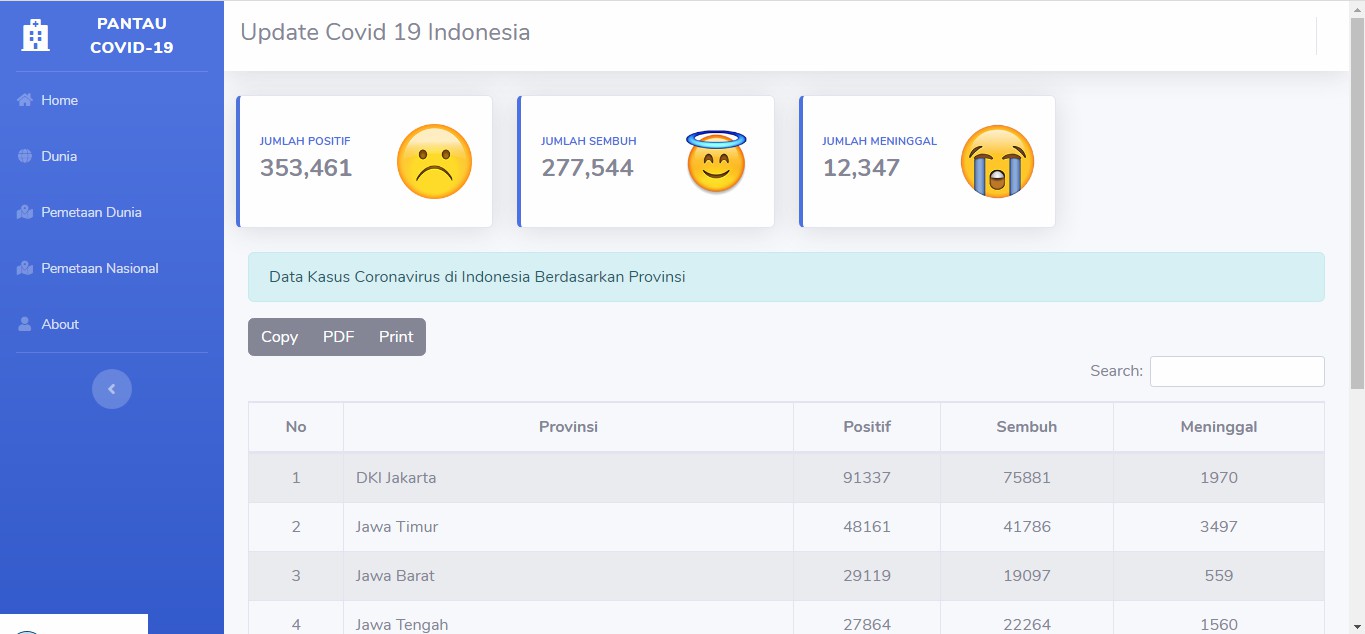 PANTAU
COVID-19
Home
Dunia
Pemetaan Dunia
Pemetaan Nasional
About
Update Covid 19 Indonesia
JUMLAH POSITIF
353,461
JUMLAH SEMBUH
277,544
JUMLAH MENINGGAL
12,347
Data Kasus Coronavirus di Indonesia Berdasarkan Provinsi
Copy PDF Print
Search:
No Provinsi Positif Sembuh Meninggal
1 DKI Jakarta 91337 75881 1970
2 Jawa Timur 48161 41786 3497
3 Jawa Barat 29119 19097 559
4 Jawa Tengah 27864 22264 1560